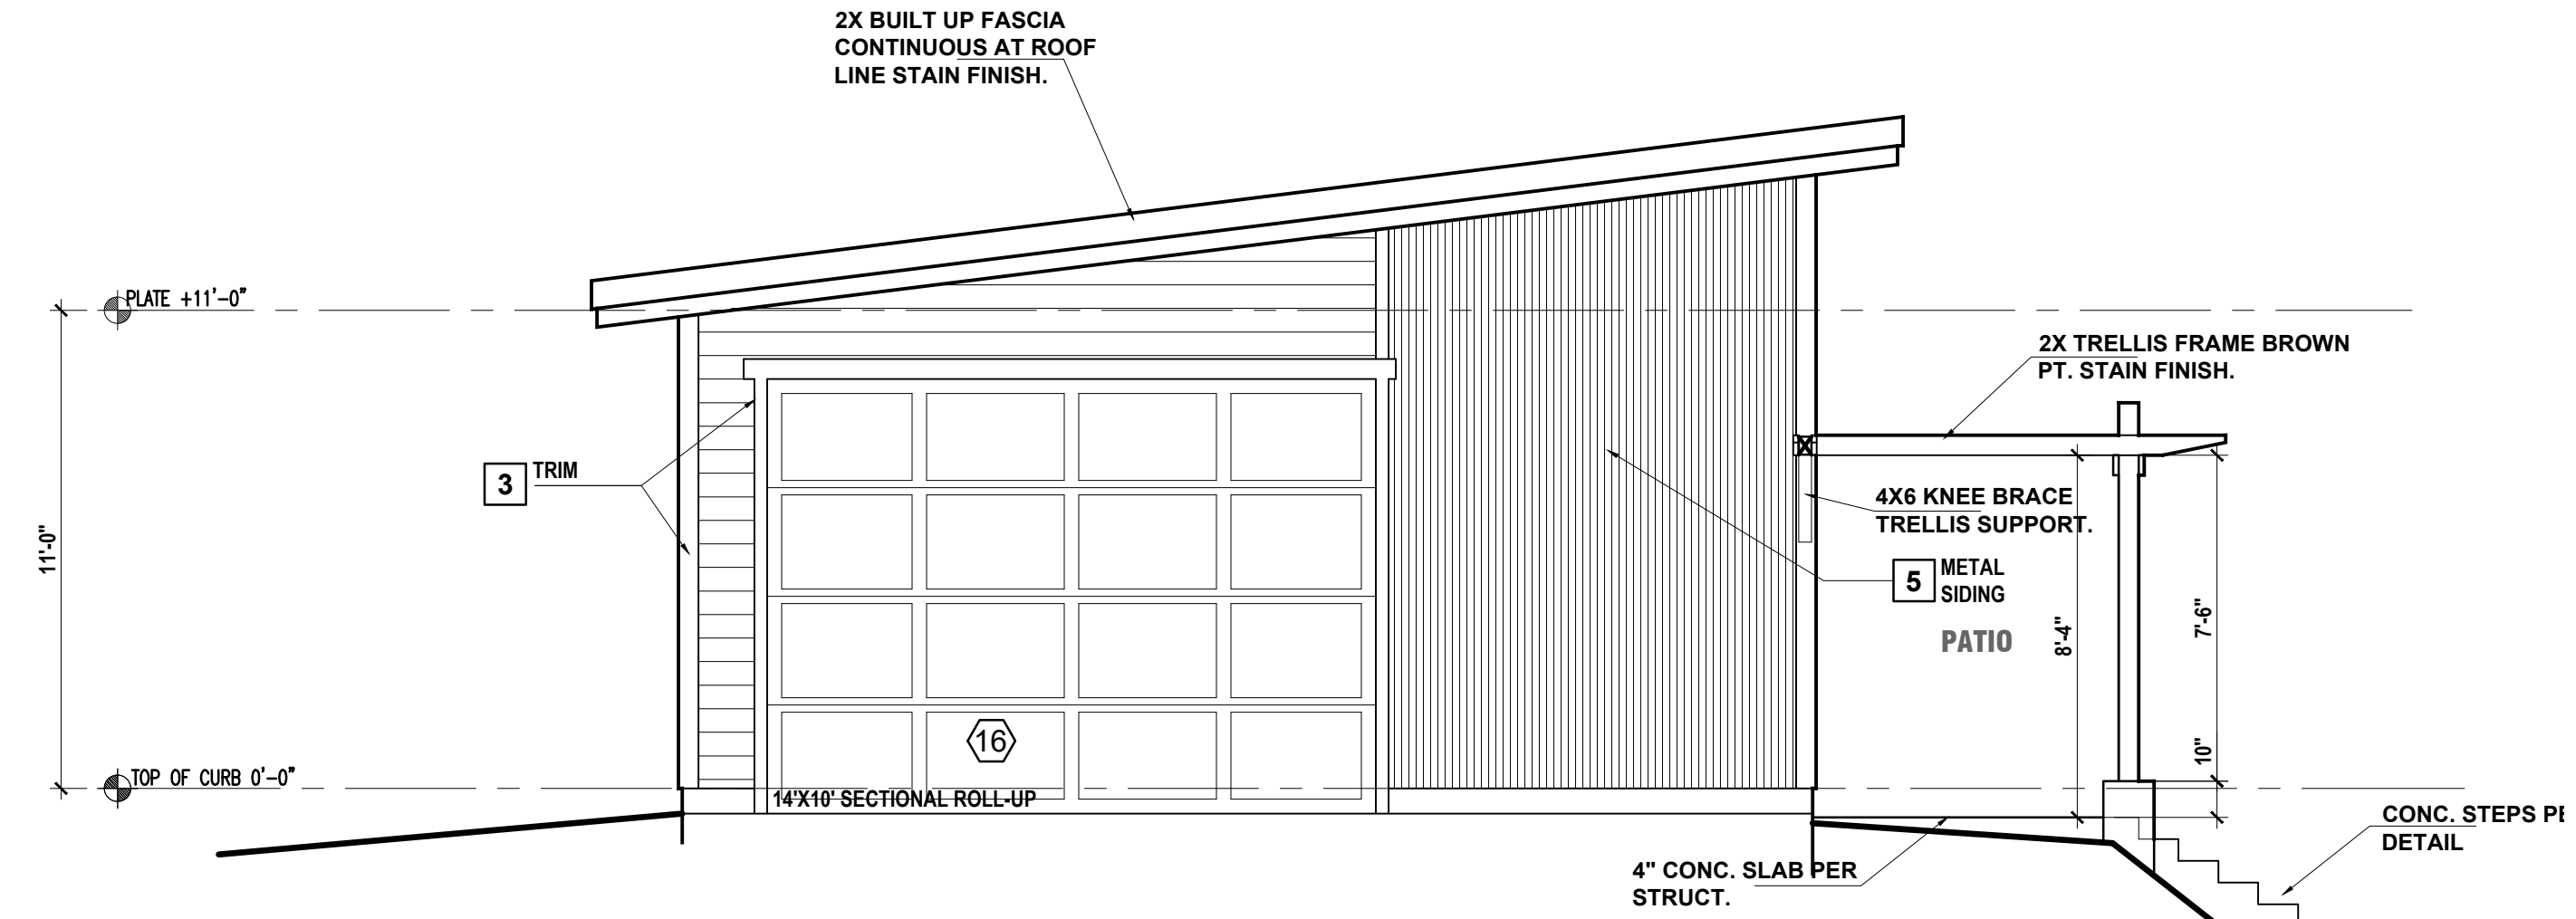 2X BUILT UP FASCIA
CONTINUOUS AT ROOF
LINE STAIN FINISH.
PLATE +11'-0"
2X TRELLIS FRAME BROWN
PT. STAIN FINISH.
3 TRIM
4X6 KNEE BRACE
TRELLIS SUPPORT.
11'-0"
5 METAL
SIDING
PATIO
8'-4"
7'-6"
16
10"
TOP OF CURB 0'-0"
14'X10' SECTIONAL ROLL-UP
CONC. STEPS
DETAIL
4" CONC. SLAB PER
STRUCT.